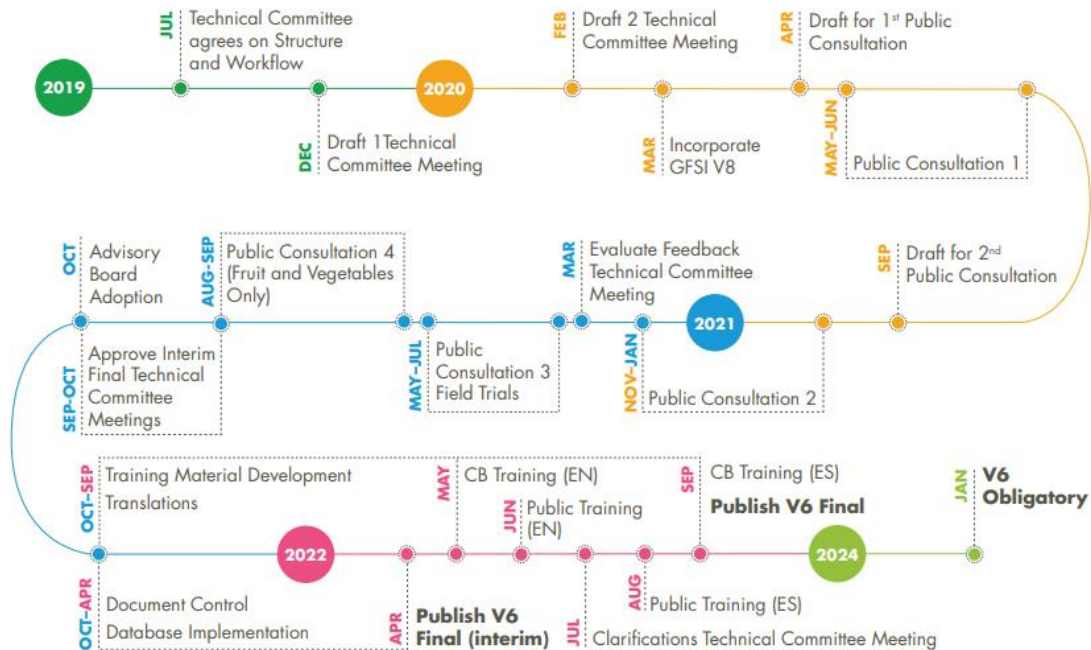 2019
JUL
Technical Committee
agrees on Structure
and Workflow
DEC
Draft 1Technical
Committee Meeting
2020
FEB
Draft 2 Technical
Committee Meeting
MAR
Incorporate
GFSI V8
APR
Draft for 1st Public
Consultation
MAY–JUN
Public Consultation 1
SEP
Draft for 2nd
Public Consultation
NOV–JAN
Public Consultation 2
2021
MAR
Evaluate Feedback
Technical Committee
Meeting
MAY–JUL
Public
Consultation 3
Field Trials
AUG-SEP
Public Consultation 4
(Fruit and Vegetables
Only)
SEP-OCT
Approve Interim
Final Technical
Committee
Meetings
OCT
Advisory
Board
Adoption
OCT–SEP
Training Material Development
Translations
OCT–APR
Document Control
Database Implementation
2022
APR
Publish V6
Final (interim)
MAY
CB Training (EN)
JUN
Public Training
(EN)
JUL
Clarifications Technical Committee Meeting
AUG
Public Training (ES)
SEP
CB Training (ES)
Publish V6 Final
2024
JAN
V6
Obligatory